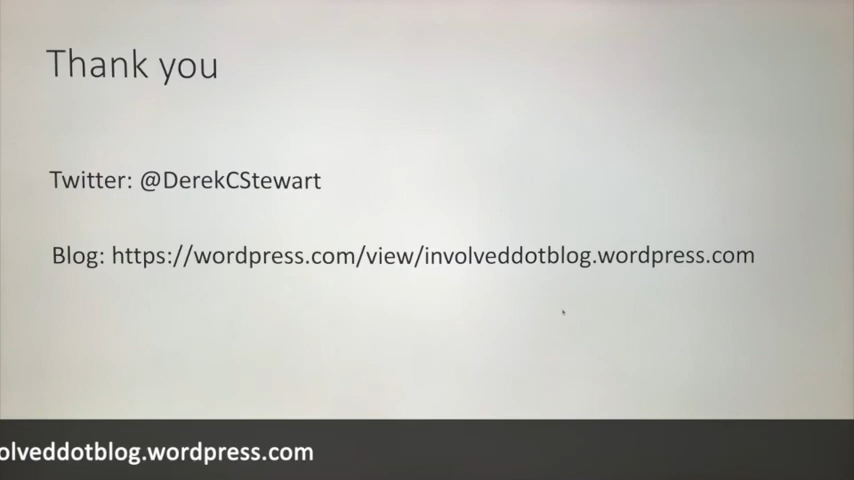 Thank you
Twitter: @DerekCStewart
Blog: https://wordpress.com/view/involveddotblog.wordpress.com
olveddotblog.wordpress.com